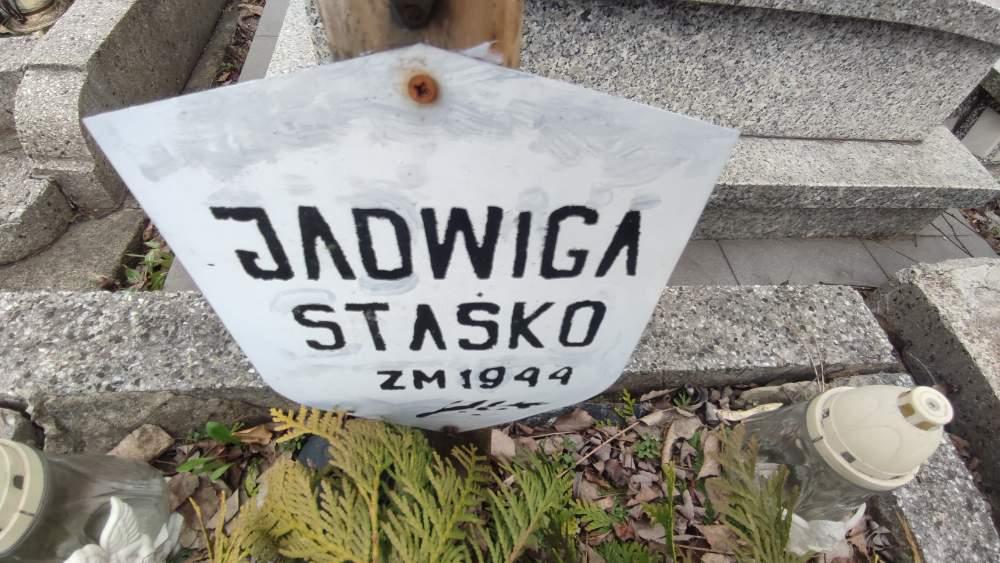 JADWIGA
STAŚKO
ZM 1944